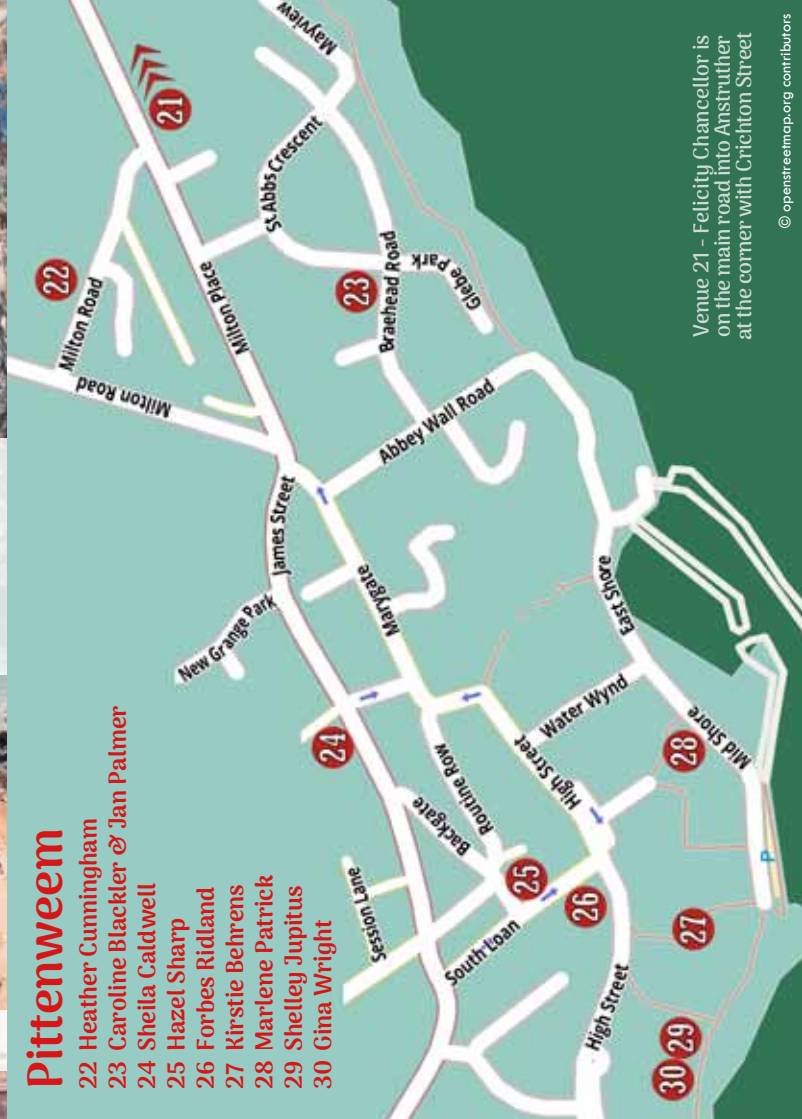 Pittenweem
22 Heather Cunningham
23 Caroline Blackler & Jan Palmer
24 Sheila Caldwell
25 Hazel Sharp
26 Forbes Ridland
27 Kirstie Behrens
28 Marlene Patrick
29 Shelley Jupitus
30 Gina Wright
Mayview
21
St Abbs Crescent
22
Milton Road
Milton Place
23
Braehead Road
Glebe Park
Milton Road
Abbey Wall Road
James Street
Marygate
New Grange Park
East Shore
24
Water Wynd
Mid Shore
28
High Street
Routine Row
Backgate
Session Lane
25
26
South Loan
P
27
High Street
30
29
Venue 21 - Felicity Chancellor is
on the main road into Anstruther
at the corner with Crichton Street
© openstreetmap.org contributors